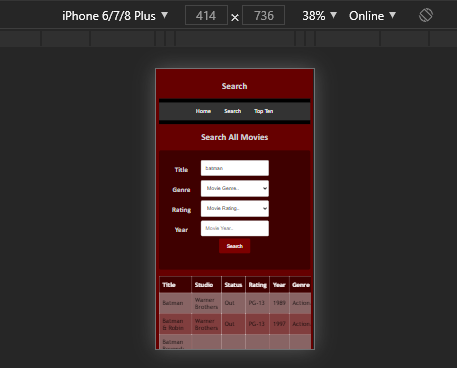 iPhone 6/7/8 Plus ▼ 414 × 736 38% ▼ Online ▼
Search
Home Search Top Ten
Search All Movies
Title batman
Genre Movie Genre..
Rating Movie Rating..
Year Movie Year..
Search
Title Studio Status Rating Year Genre
Batman Warner Brothers Out PG-13 1989 Action
Batman & Robin Warner Brothers Out PG-13 1997 Action
Batman